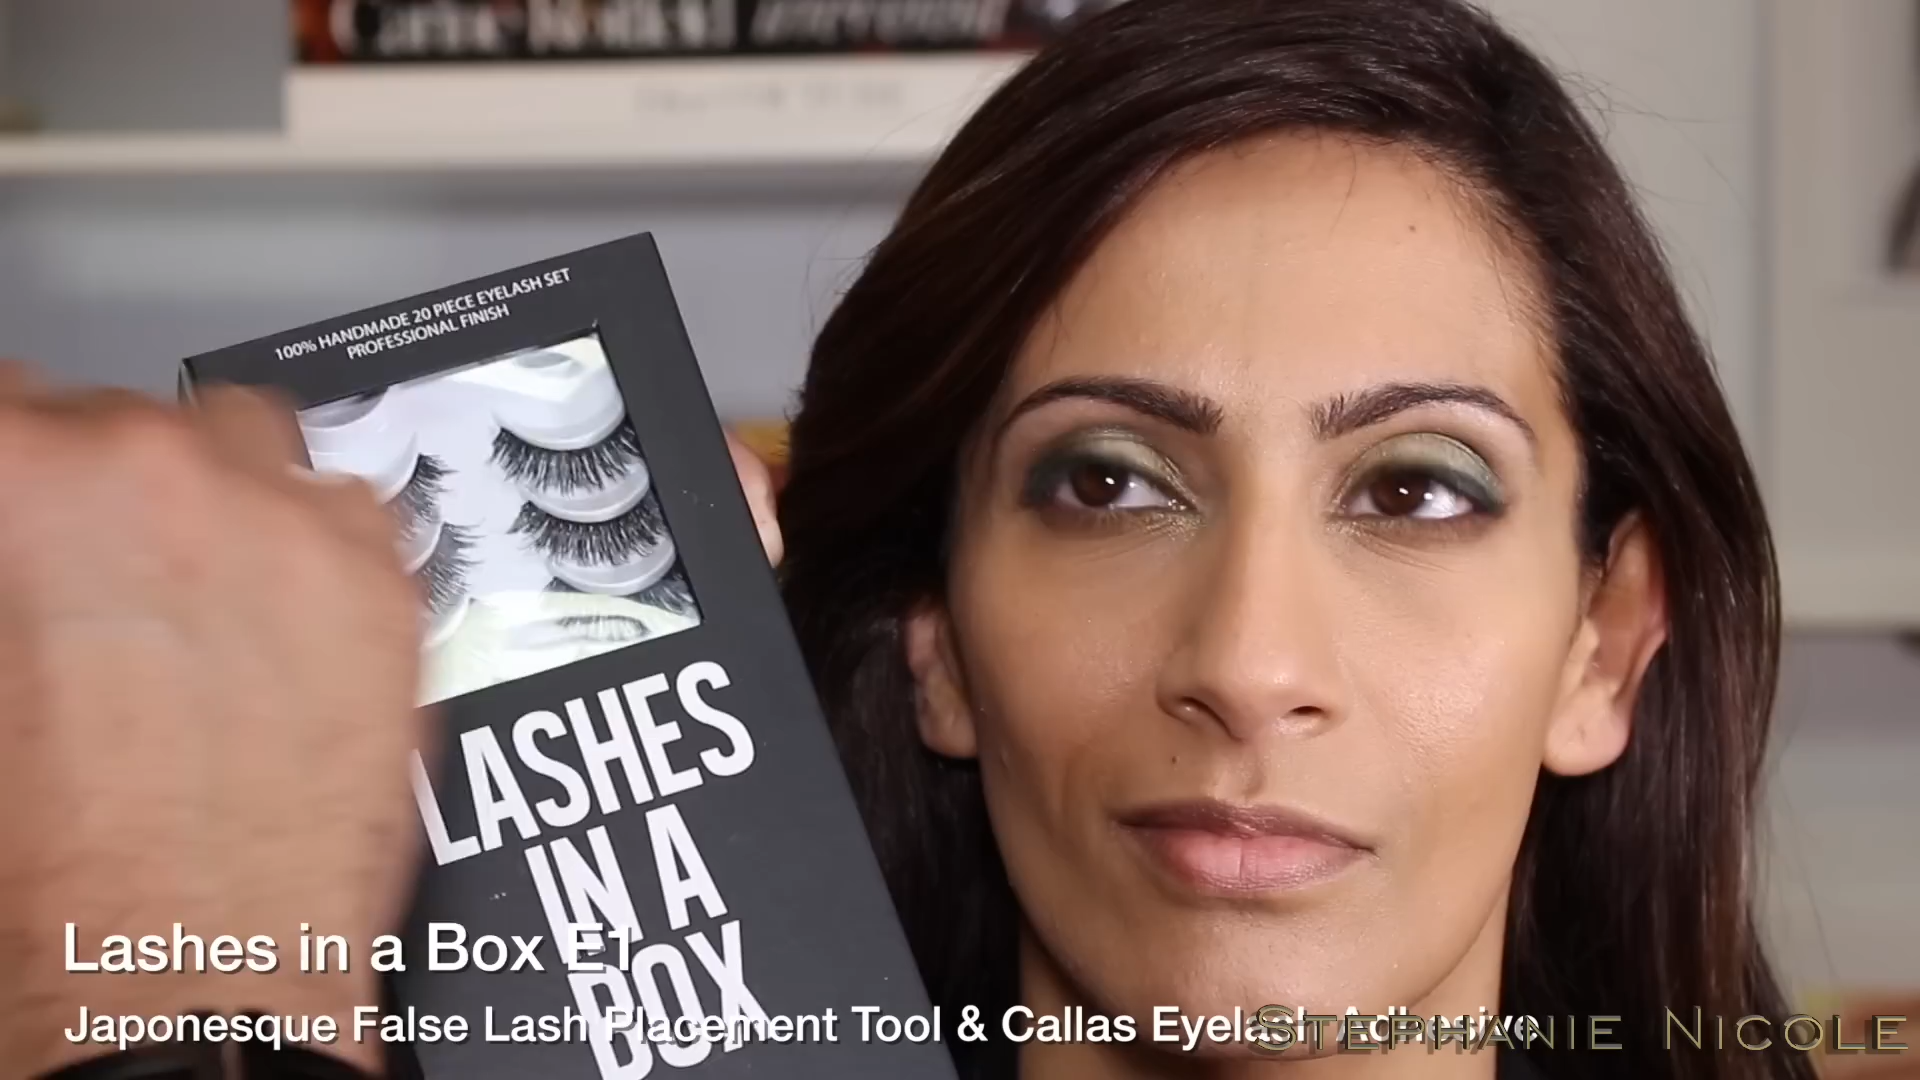 100% HANDMADE 20 PIECE EYELASH SET
PROFESSIONAL FINISH
LASHES
IN A
BOX
Lashes in a Box E1
Japonesque False Lash Placement Tool & Callas Eyelash Adhesive
STEPHANIE NICOLE